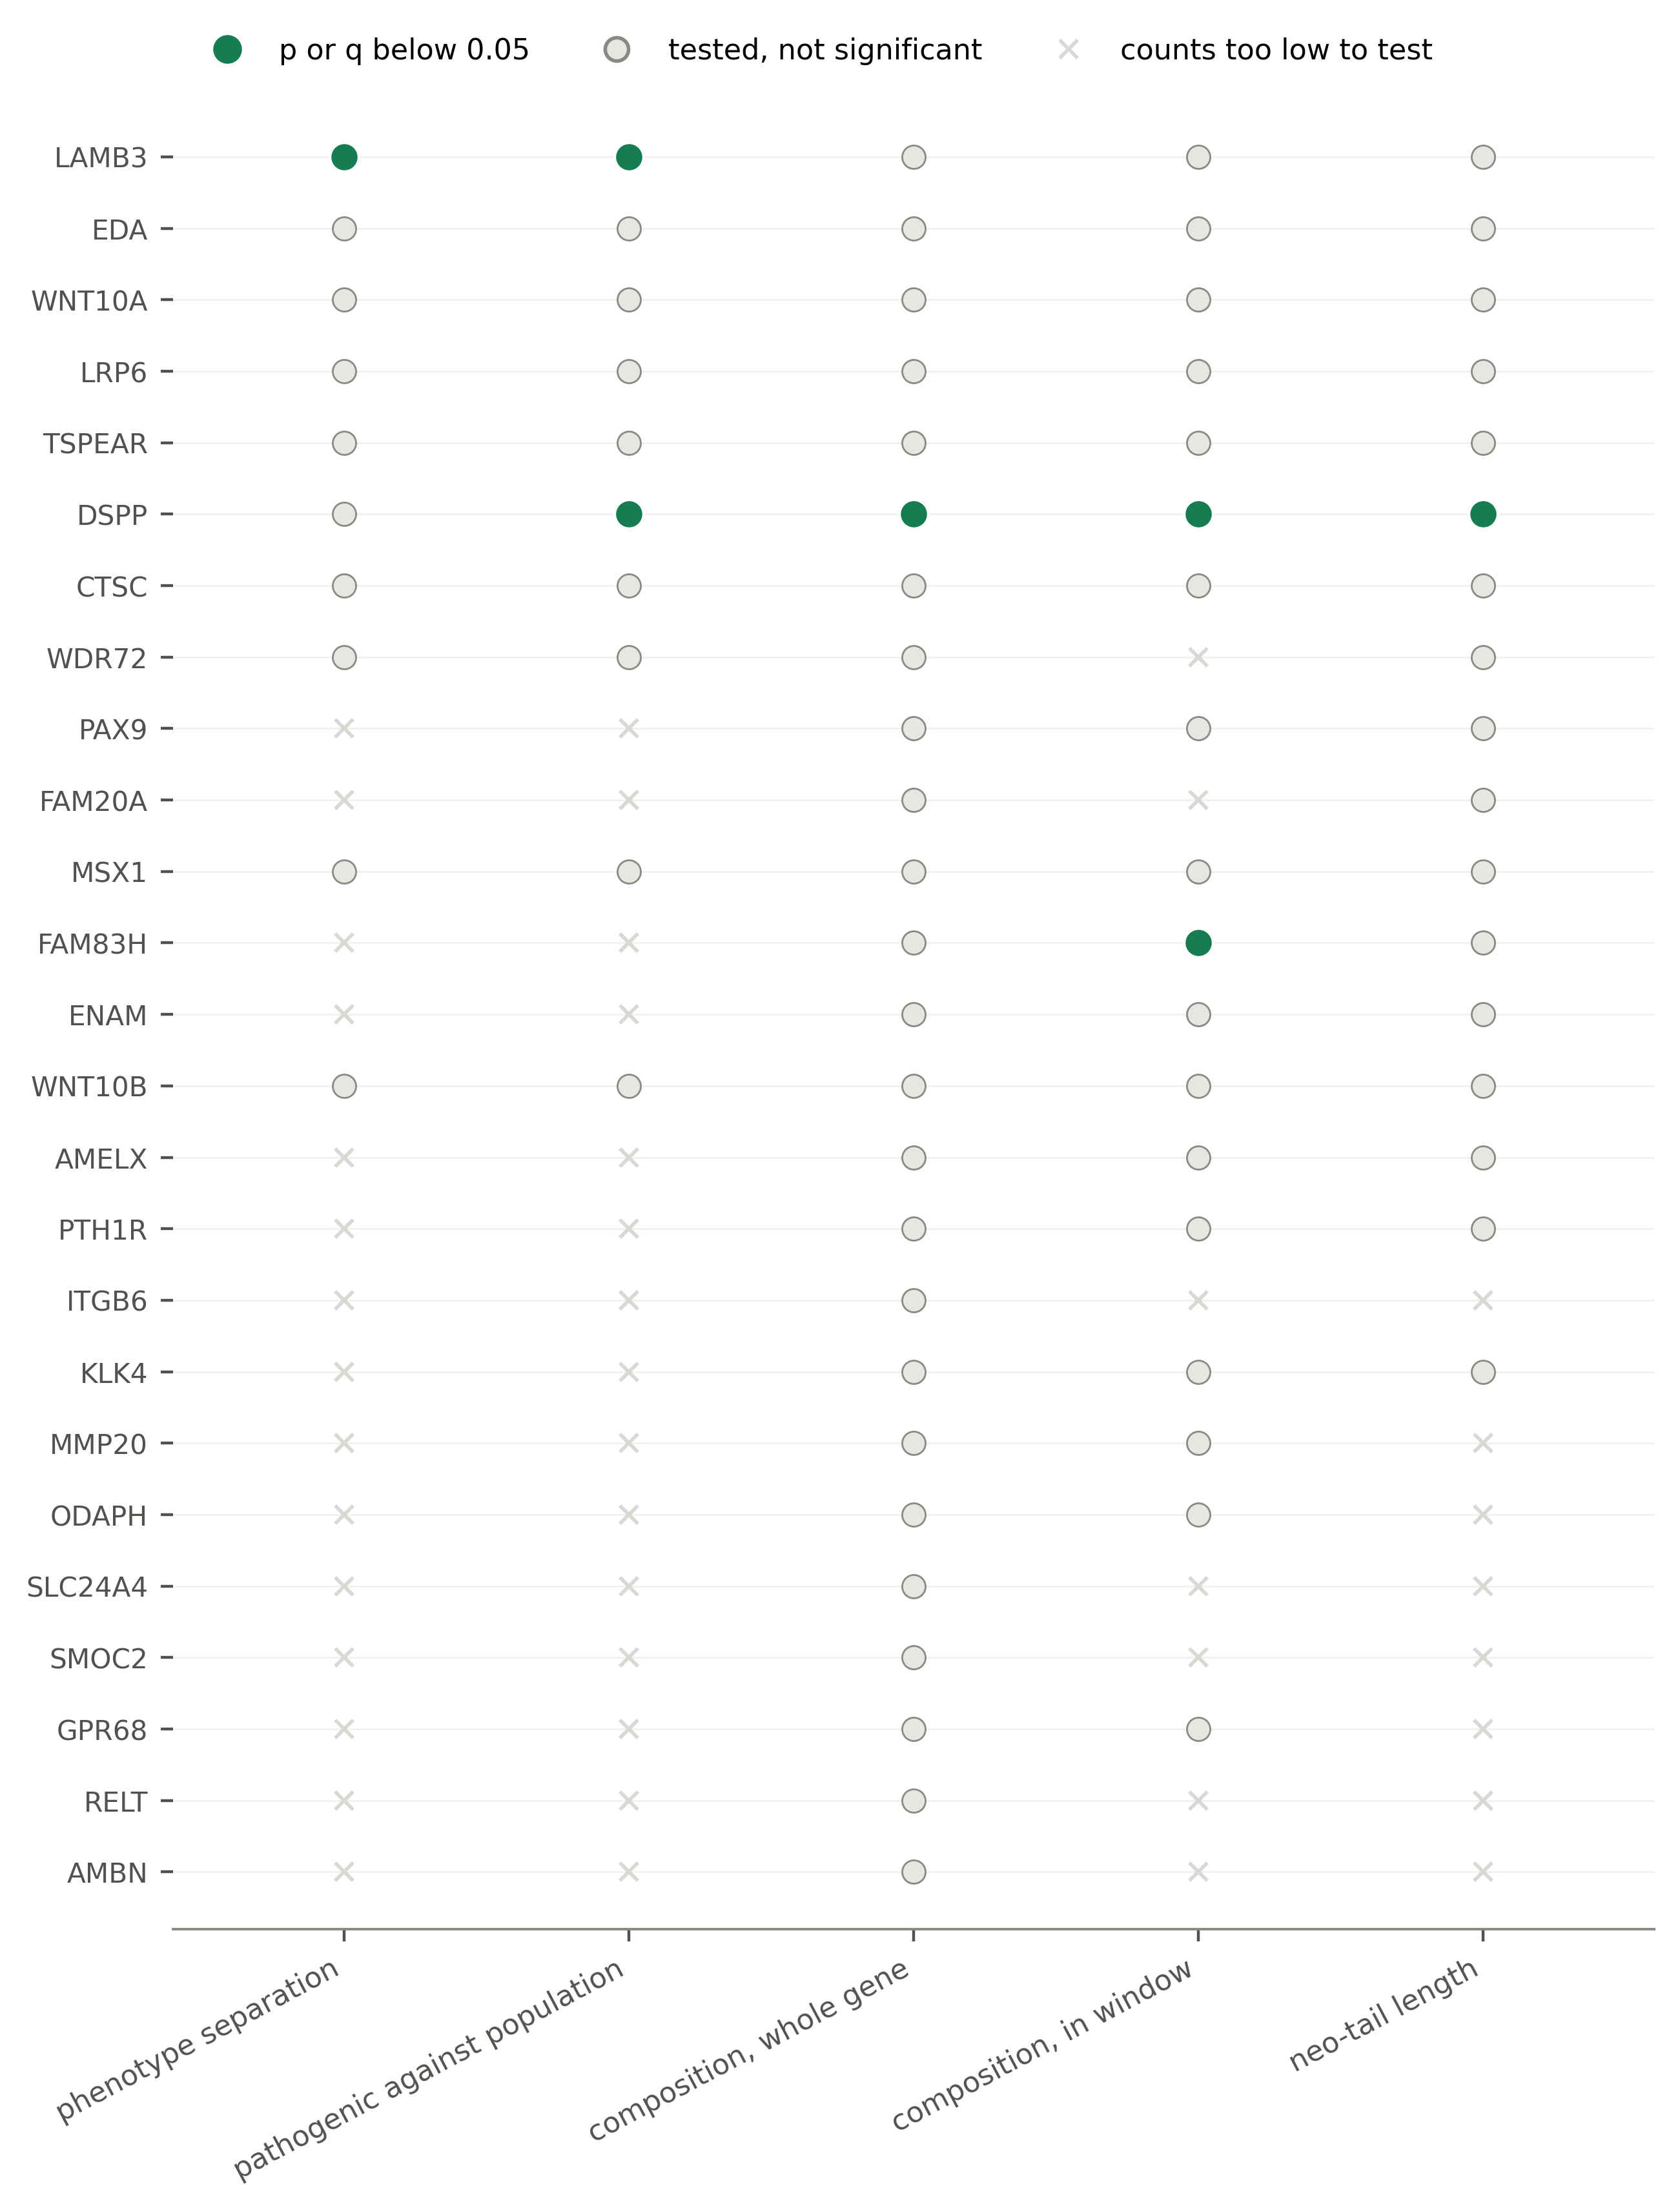 p or q below 0.05
tested, not significant
counts too low to test
LAMB3
EDA
WNT10A
LRP6
TSPEAR
DSPP
CTSC
WDR72
PAX9
FAM20A
MSX1
FAM83H
ENAM
WNT10B
AMELX
PTH1R
ITGB6
KLK4
MMP20
ODAPH
SLC24A4
SMOC2
GPR68
RELT
AMBN
phenotype separation
pathogenic against population
composition, whole gene
composition, in window
neo-tail length